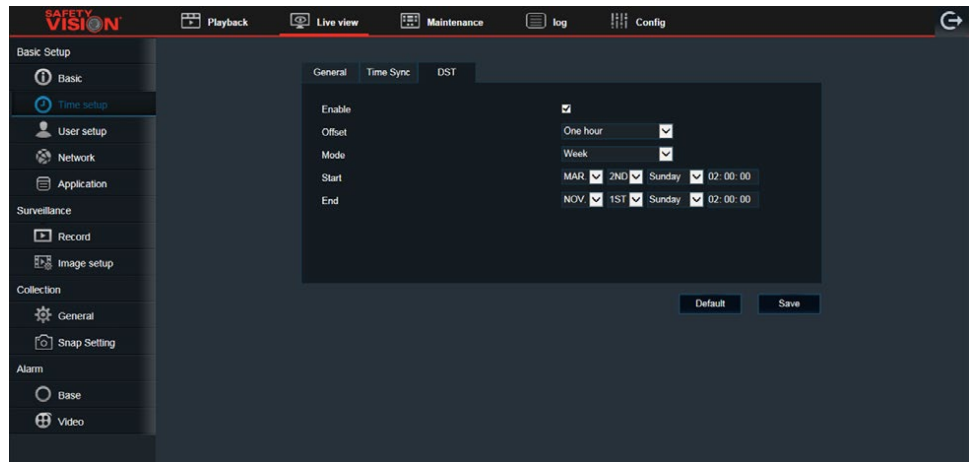 SAFETY VISION Playback Live view Maintenance log Config
Basic Setup
Basic
Time setup
User setup
Network
Application
Surveillance
Record
Image setup
Collection
General
Snap Setting
Alarm
Base
Video
General Time Sync DST
Enable
Offset One hour
Mode Week
Start MAR. 2ND Sunday 02: 00: 00
End NOV. 1ST Sunday 02: 00: 00
Default Save